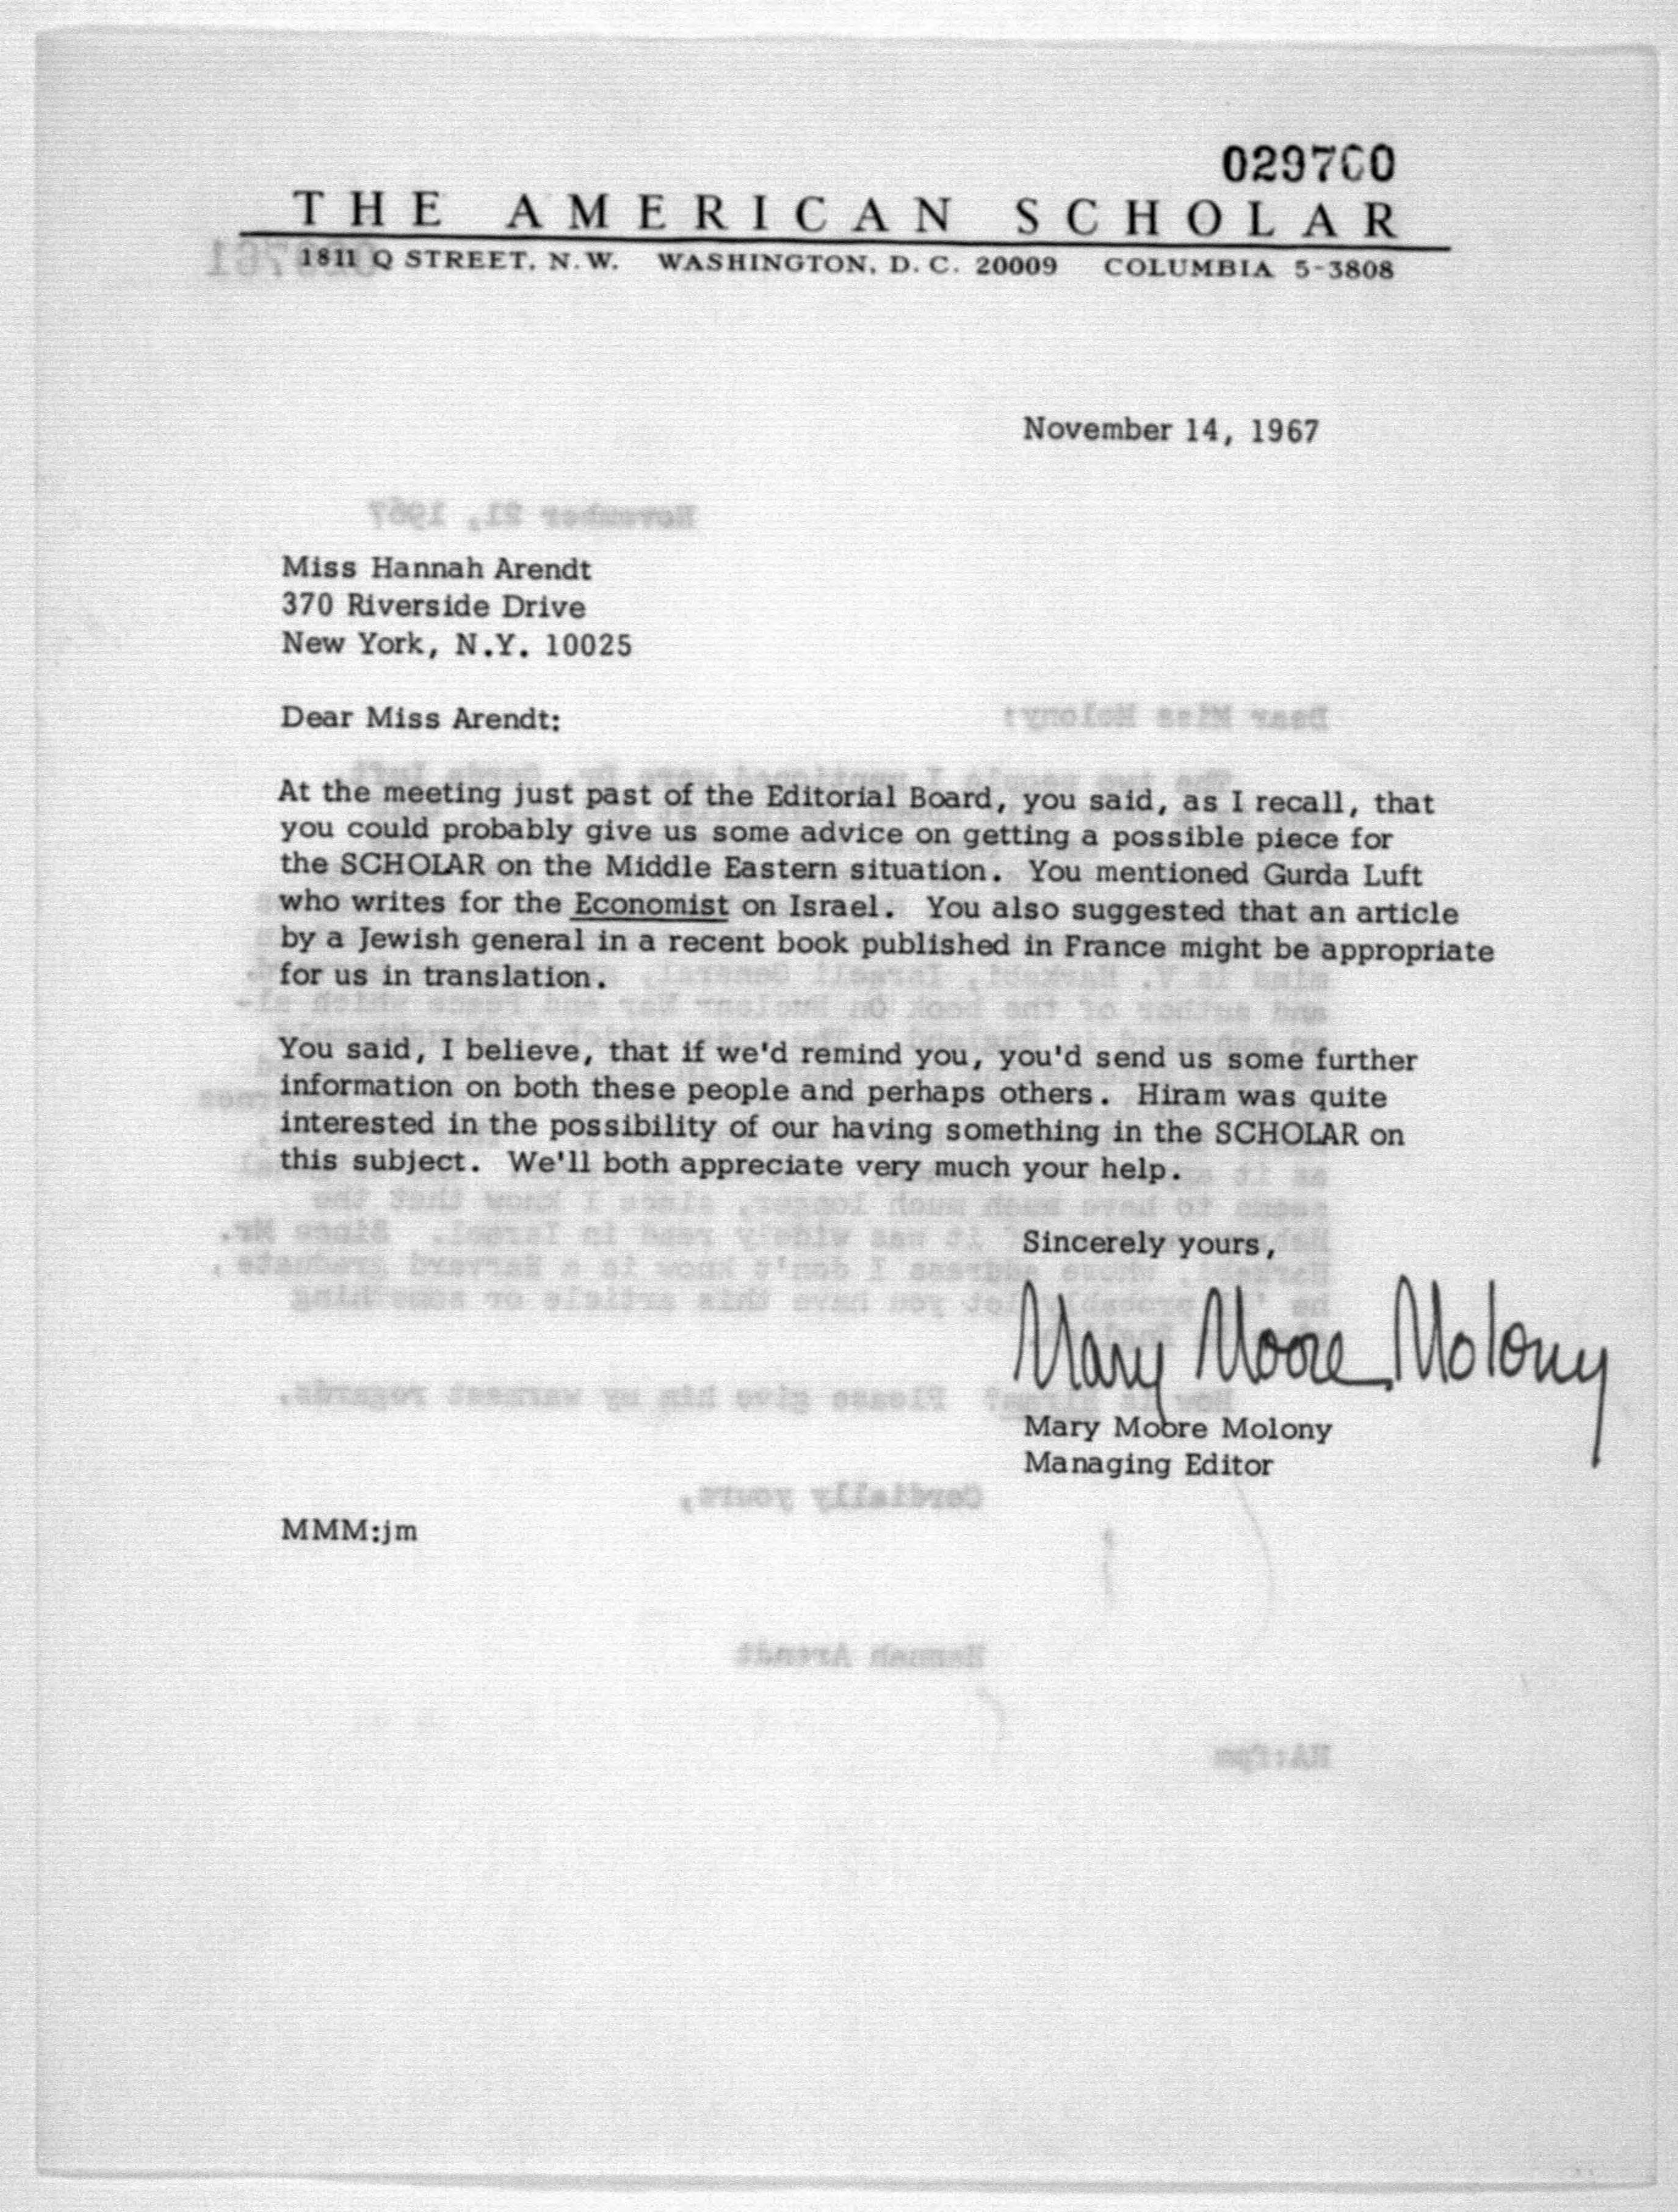 029700
THE AMERICAN SCHOLAR
1811 Q STREET, N.W. WASHINGTON, D.C. 20009 COLUMBIA 5-3808
November 14, 1967
Miss Hannah Arendt
370 Riverside Drive
New York, N.Y. 10025
Dear Miss Arendt:
At the meeting just past of the Editorial Board, you said, as I recall, that
you could probably give us some advice on getting a possible piece for
the SCHOLAR on the Middle Eastern situation. You mentioned Gurda Luft
who writes for the Economist on Israel. You also suggested that an article
by a Jewish general in a recent book published in France might be appropriate
for us in translation.
You said, I believe, that if we'd remind you, you'd send us some further
information on both these people and perhaps others. Hiram was quite
interested in the possibility of our having something in the SCHOLAR on
this subject. We'll both appreciate very much your help.
Sincerely yours,
Mary Moore Molony
Mary Moore Molony
Managing Editor
MMM:jm